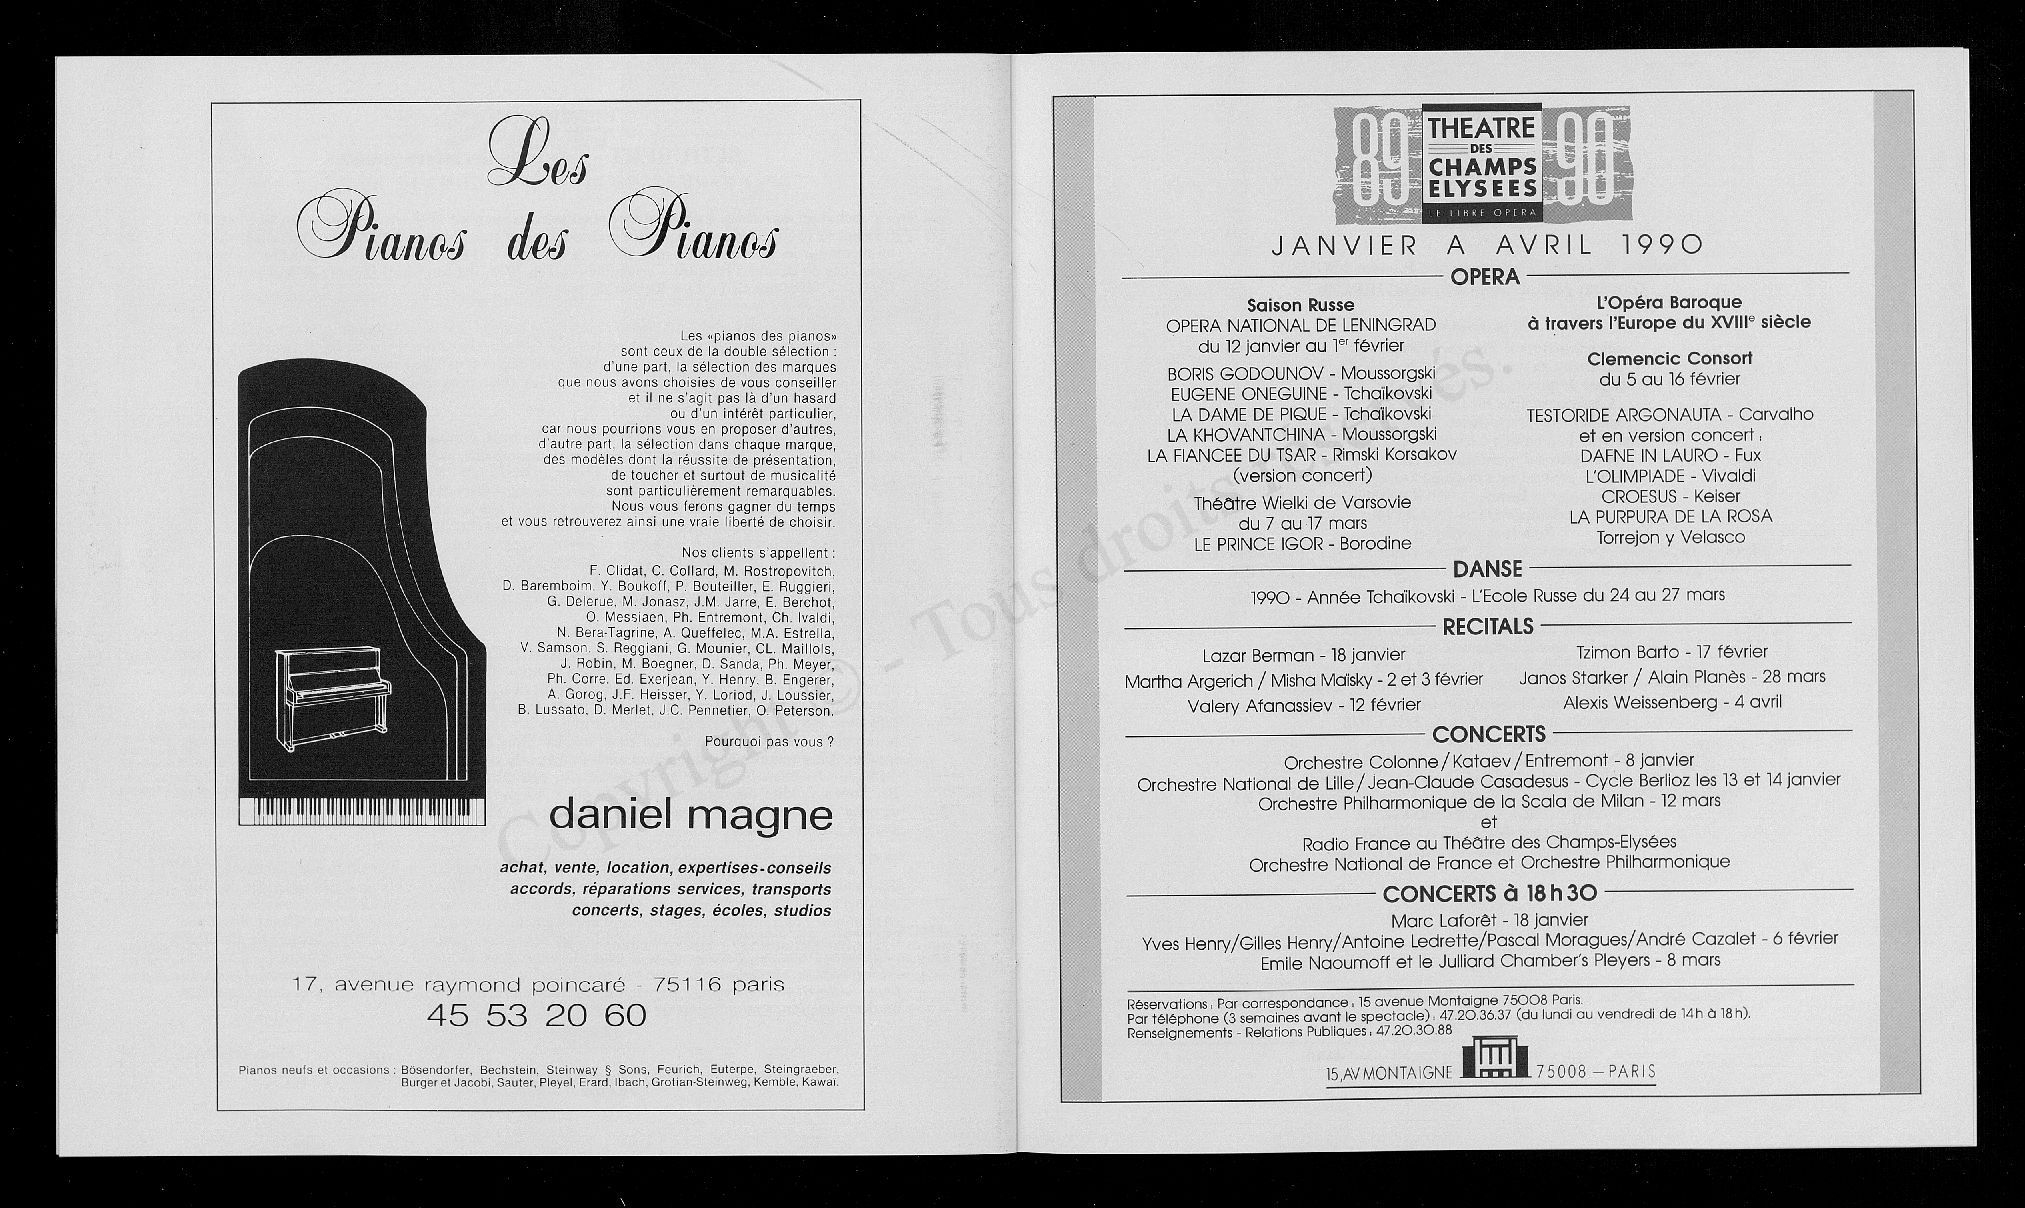 Les
Pianos des Pianos
Les «pianos des pianos»
sont ceux de la double sélection :
d'une part, la sélection des marques
que nous avons choisies de vous conseiller
et il ne s'agit pas là d'un hasard
ou d'un intérêt particulier,
car nous pourrions vous en proposer d'autres,
d'autre part, la sélection dans chaque marque,
des modèles dont la réussite de présentation,
de toucher et surtout de musicalité
sont particulièrement remarquables.
Nous vous ferons gagner du temps
et vous retrouverez ainsi une vraie liberté de choisir.
Nos clients s'appellent :
F. Clidat, C. Collard, M. Rostropovitch,
D. Baremboim, Y. Boukoff, P. Bouteiller, E. Ruggieri,
G. Delerue, M. Jonasz, J.M. Jarre, E. Berchot,
O. Messiaen, Ph. Entremont, Ch. Ivaldi,
N. Bera-Tagrine, A. Queffelec, M.A. Estrella,
V. Samson, S. Reggiani, G. Mounier, CL. Maillols,
J. Robin, M. Boegner, D. Sanda, Ph. Meyer,
Ph. Corre, Ed. Exerjean, Y. Henry, B. Engerer,
A. Gorog, J.F. Heisser, Y. Loriod, J. Loussier,
B. Lussato, D. Merlet, J.C. Pennetier, O. Peterson.
Pourquoi pas vous ?
daniel magne
achat, vente, location, expertises-conseils
accords, réparations services, transports
concerts, stages, écoles, studios
17, avenue raymond poincaré - 75116 paris
45 53 20 60
Pianos neufs et occasions : Bösendorfer, Bechstein, Steinway § Sons, Feurich, Euterpe, Steingraeber,
Burger et Jacobi, Sauter, Pleyel, Erard, Ibach, Grotian-Steinweg, Kemble, Kawai.
Copyright © - Tous droits réservés.
89 THEATRE 90
DES
CHAMPS
ELYSEES
LE LIBRE OPERA
JANVIER A AVRIL 1990
OPERA
Saison Russe
OPERA NATIONAL DE LENINGRAD
du 12 janvier au 1er février
BORIS GODOUNOV - Moussorgski
EUGENE ONEGUINE - Tchaïkovski
LA DAME DE PIQUE - Tchaïkovski
LA KHOVANTCHINA - Moussorgski
LA FIANCEE DU TSAR - Rimski Korsakov
(version concert)
Théâtre Wielki de Varsovie
du 7 au 17 mars
LE PRINCE IGOR - Borodine
L'Opéra Baroque
à travers l'Europe du XVIIIe siècle
Clemencic Consort
du 5 au 16 février
TESTORIDE ARGONAUTA - Carvalho
et en version concert :
DAFNE IN LAURO - Fux
L'OLIMPIADE - Vivaldi
CROESUS - Keiser
LA PURPURA DE LA ROSA
Torrejon y Velasco
DANSE
1990 - Année Tchaïkovski - L'Ecole Russe du 24 au 27 mars
RECITALS
Lazar Berman - 18 janvier
Martha Argerich / Misha Maïsky - 2 et 3 février
Valery Afanassiev - 12 février
Tzimon Barto - 17 février
Janos Starker / Alain Planès - 28 mars
Alexis Weissenberg - 4 avril
CONCERTS
Orchestre Colonne / Kataev / Entremont - 8 janvier
Orchestre National de Lille / Jean-Claude Casadesus - Cycle Berlioz les 13 et 14 janvier
Orchestre Philharmonique de la Scala de Milan - 12 mars
et
Radio France au Théâtre des Champs-Elysées
Orchestre National de France et Orchestre Philharmonique
CONCERTS à 18 h 30
Marc Laforêt - 18 janvier
Yves Henry/Gilles Henry/Antoine Ledrette/Pascal Moragues/André Cazalet - 6 février
Emile Naoumoff et le Julliard Chamber's Pleyers - 8 mars
Réservations : Par correspondance : 15 avenue Montaigne 75008 Paris.
Par téléphone (3 semaines avant le spectacle) : 47.20.36.37 (du lundi au vendredi de 14h à 18h).
Renseignements - Relations Publiques : 47.20.30.88
15, AV MONTAIGNE 75008 — PARIS